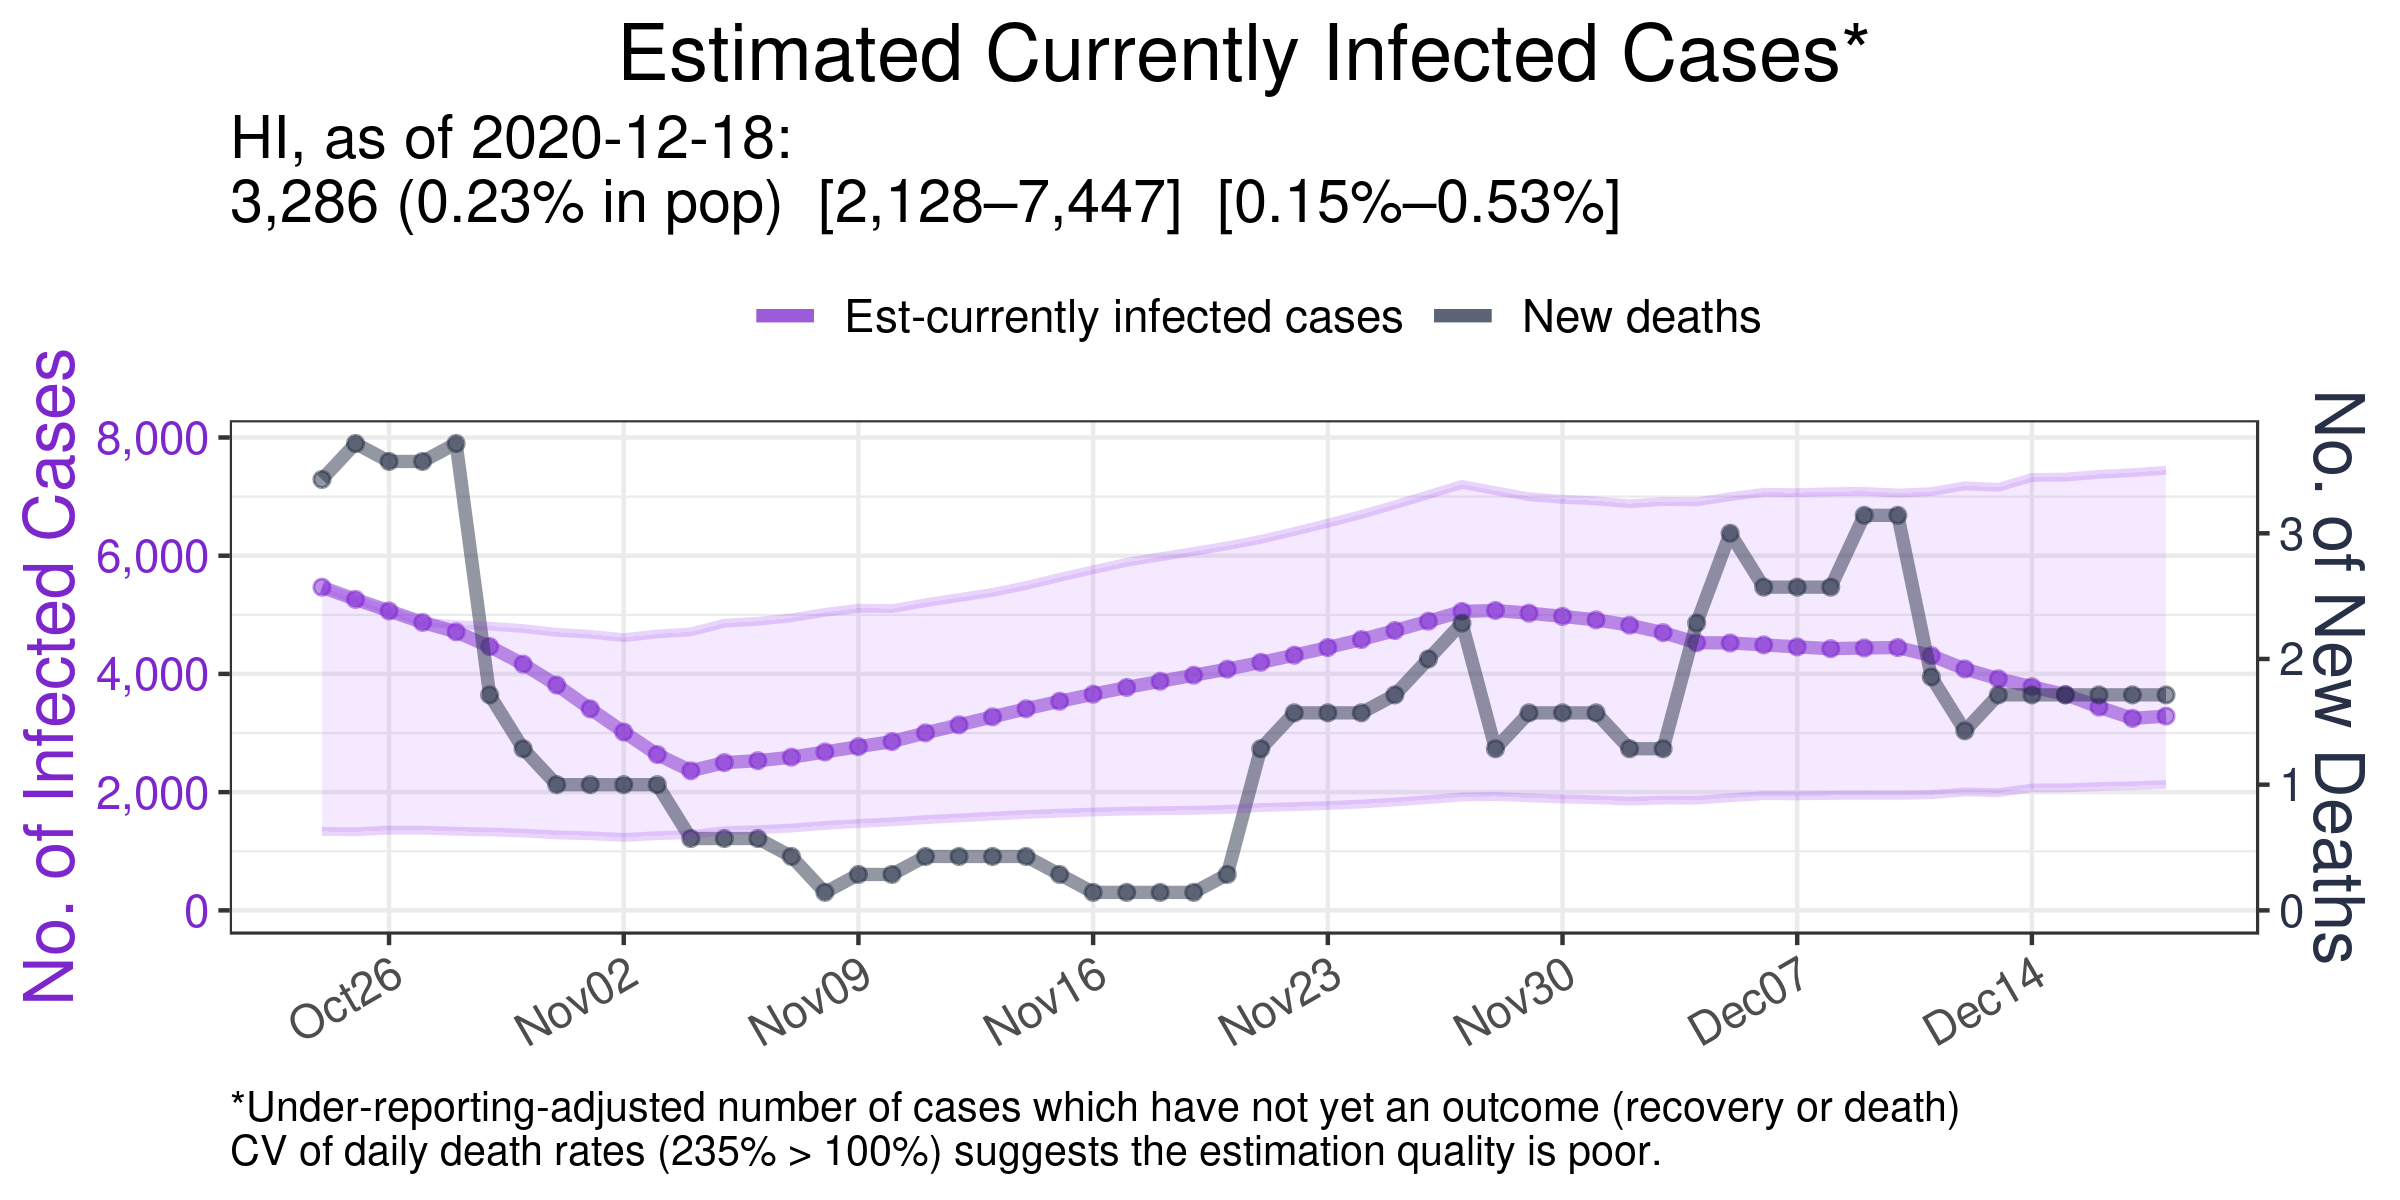 Estimated Currently Infected Cases*
HI, as of 2020-12-18:
3,286 (0.23% in pop)  [2,128–7,447]  [0.15%–0.53%]
Est-currently infected cases
New deaths
No. of Infected Cases
8,000
6,000
4,000
2,000
0
3
2
1
0
No. of New Deaths
Oct26
Nov02
Nov09
Nov16
Nov23
Nov30
Dec07
Dec14
*Under-reporting-adjusted number of cases which have not yet an outcome (recovery or death)
CV of daily death rates (235% > 100%) suggests the estimation quality is poor.